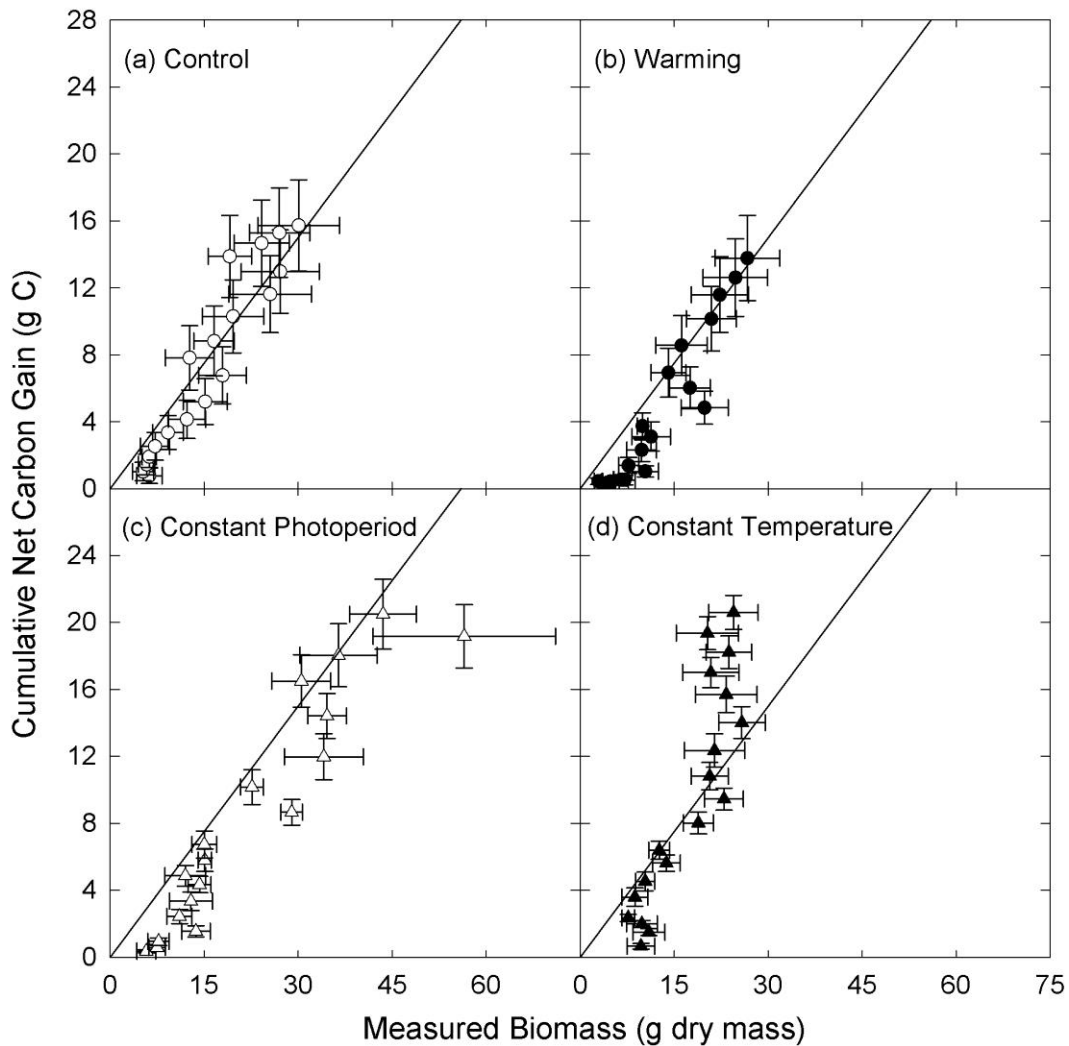 28
(a) Control
(b) Warming
24
20
16
12
8
4
0
(c) Constant Photoperiod
(d) Constant Temperature
24
20
16
12
8
4
0
0 15 30 45 60 0 15 30 45 60 75
Cumulative Net Carbon Gain (g C)
Measured Biomass (g dry mass)